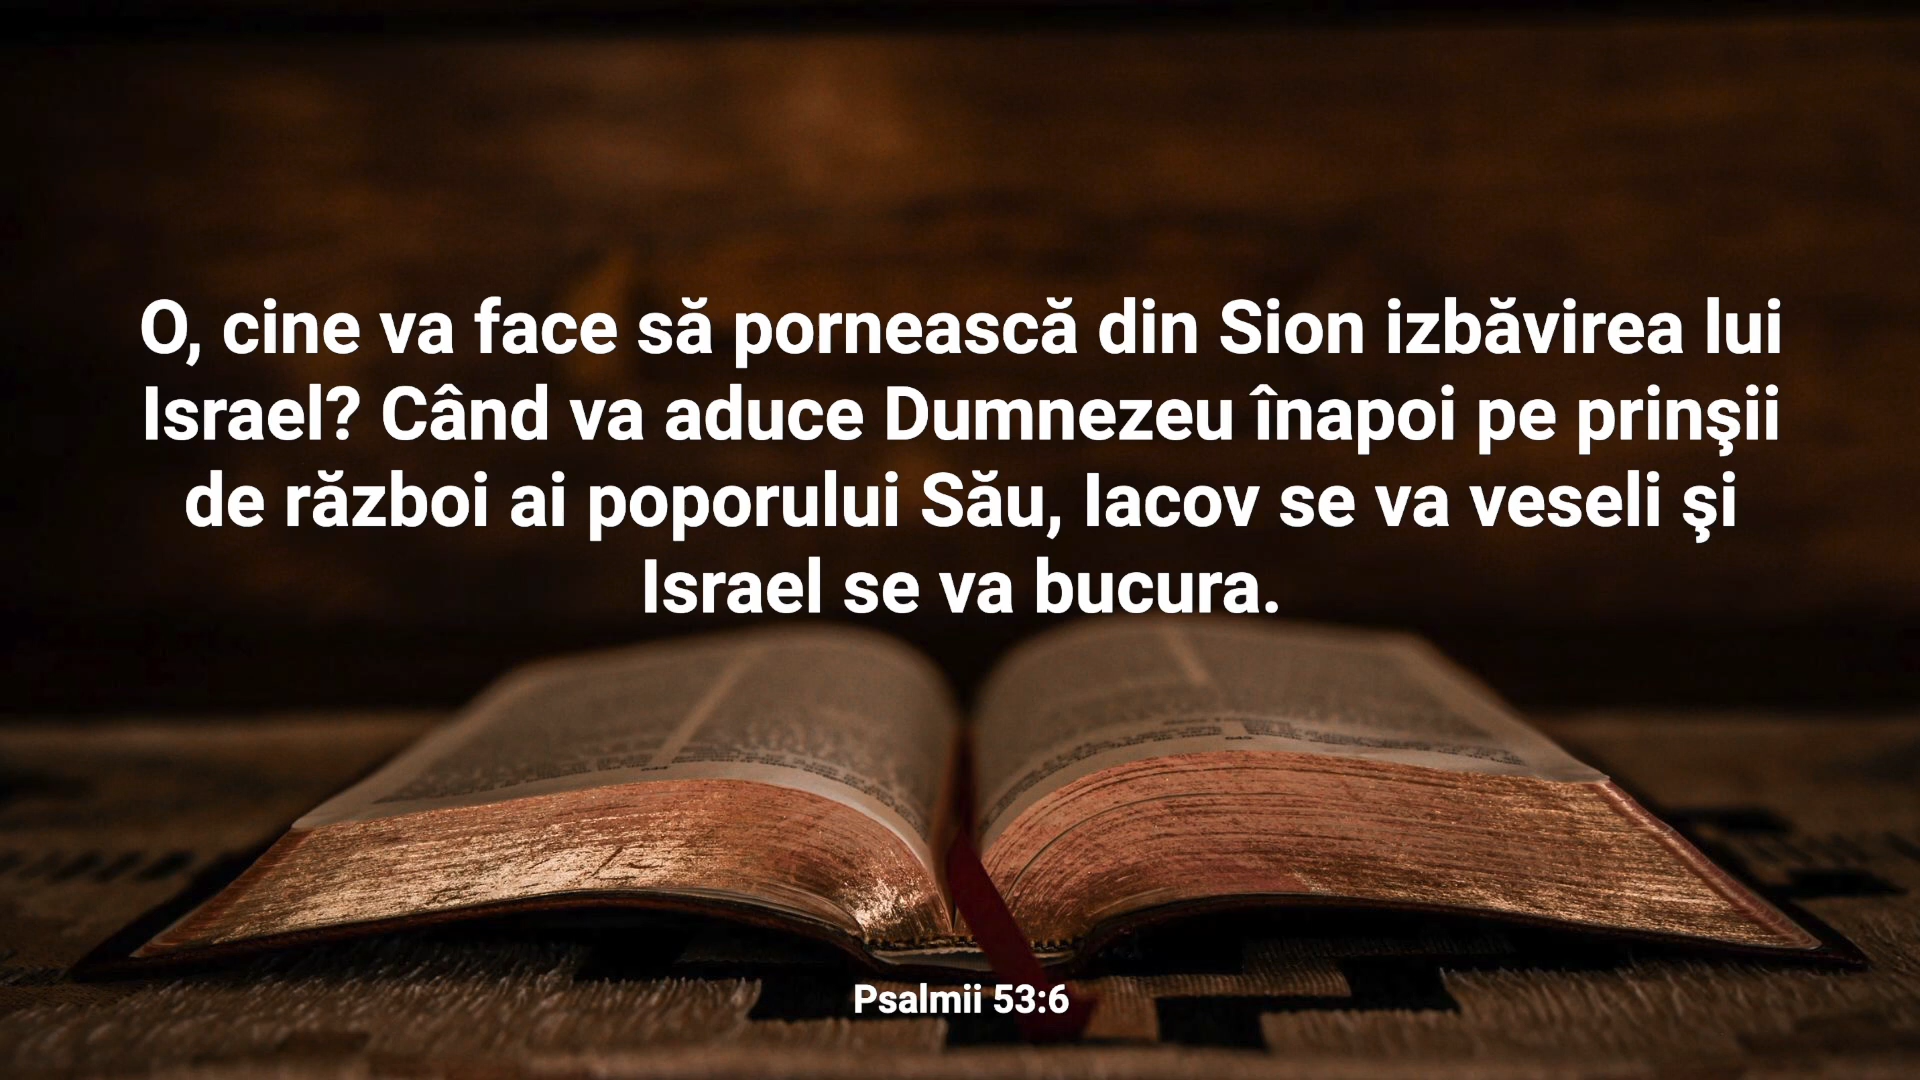 O, cine va face să pornească din Sion izbăvirea lui
Israel? Când va aduce Dumnezeu înapoi pe prinşii
de război ai poporului Său, Iacov se va veseli şi
Israel se va bucura.
Psalmii 53:6